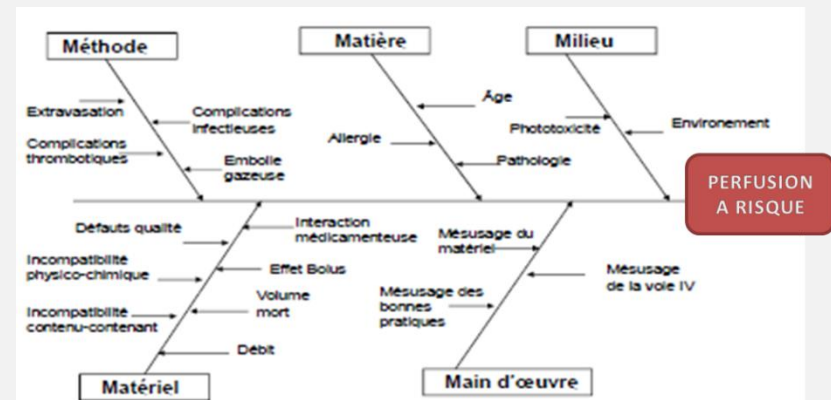 Méthode
Matière
Milieu
Extravasation
Complications
infectieuses
Complications
thrombotiques
Embolie
gazeuse
Âge
Allergie
Pathologie
Phototoxicité
Environement
PERFUSION
A RISQUE
Défauts qualité
Interaction
médicamenteuse
Incompatibilité
physico-chimique
Effet Bolus
Volume
mort
Incompatibilité
contenu-contenant
Débit
Mésusage du
matériel
Mésusage
de la voie IV
Mésusage des
bonnes
pratiques
Matériel
Main d'œuvre